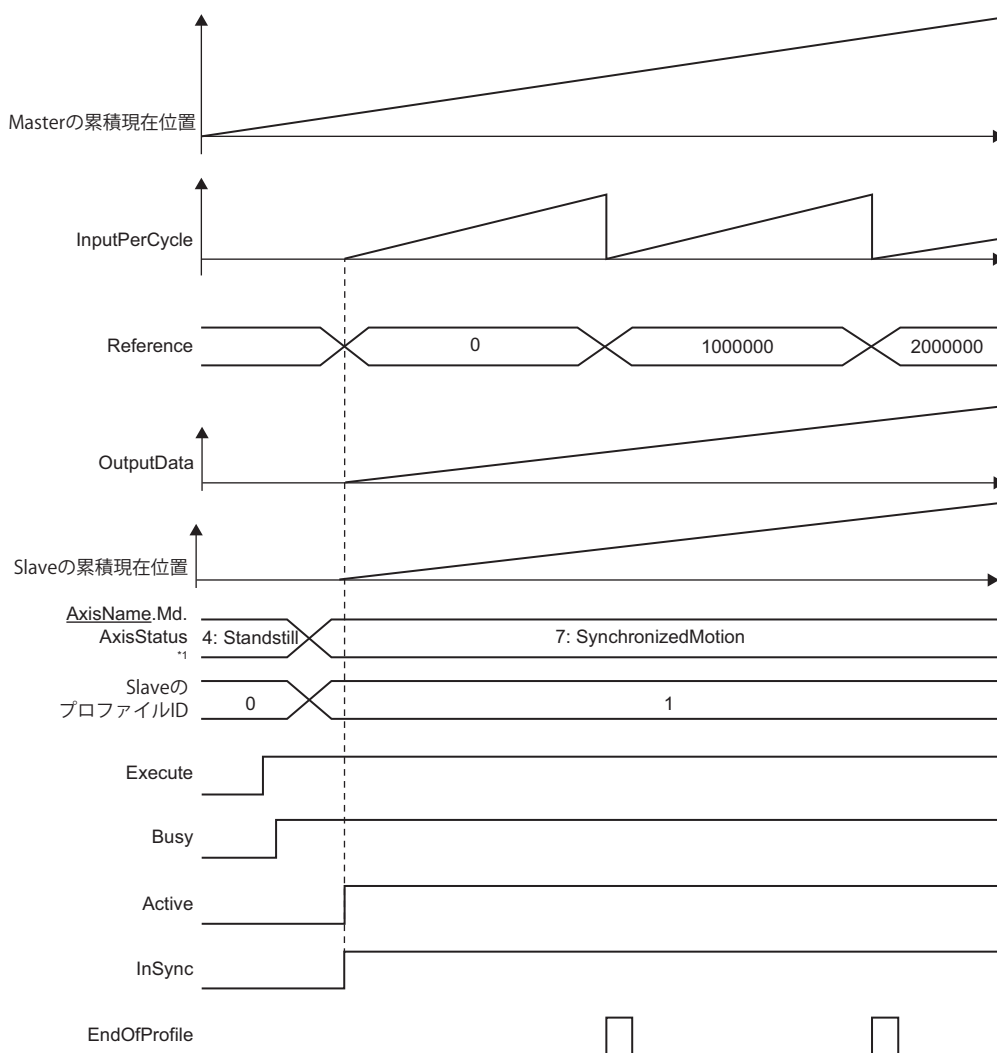 Masterの累積現在位置
InputPerCycle
Reference
0
1000000
2000000
OutputData
Slaveの累積現在位置
AxisName.Md.
AxisStatus
*1
4: Standstill
7: SynchronizedMotion
Slaveの
プロファイルID
0
1
Execute
Busy
Active
InSync
EndOfProfile